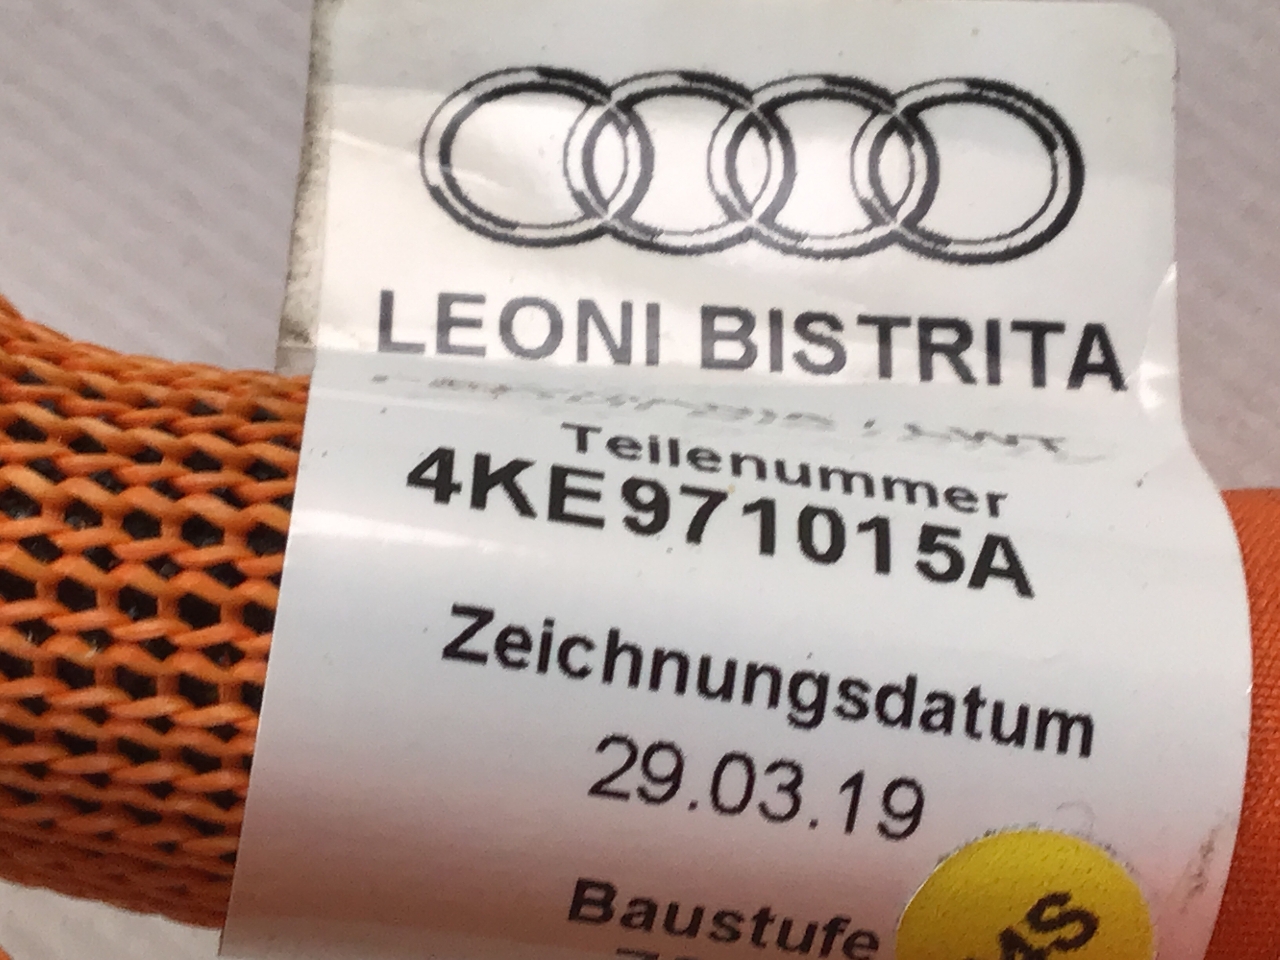 LEONI BISTRITA
Teilenummer
4KE971015A
Zeichnungsdatum
29.03.19
Baustufe